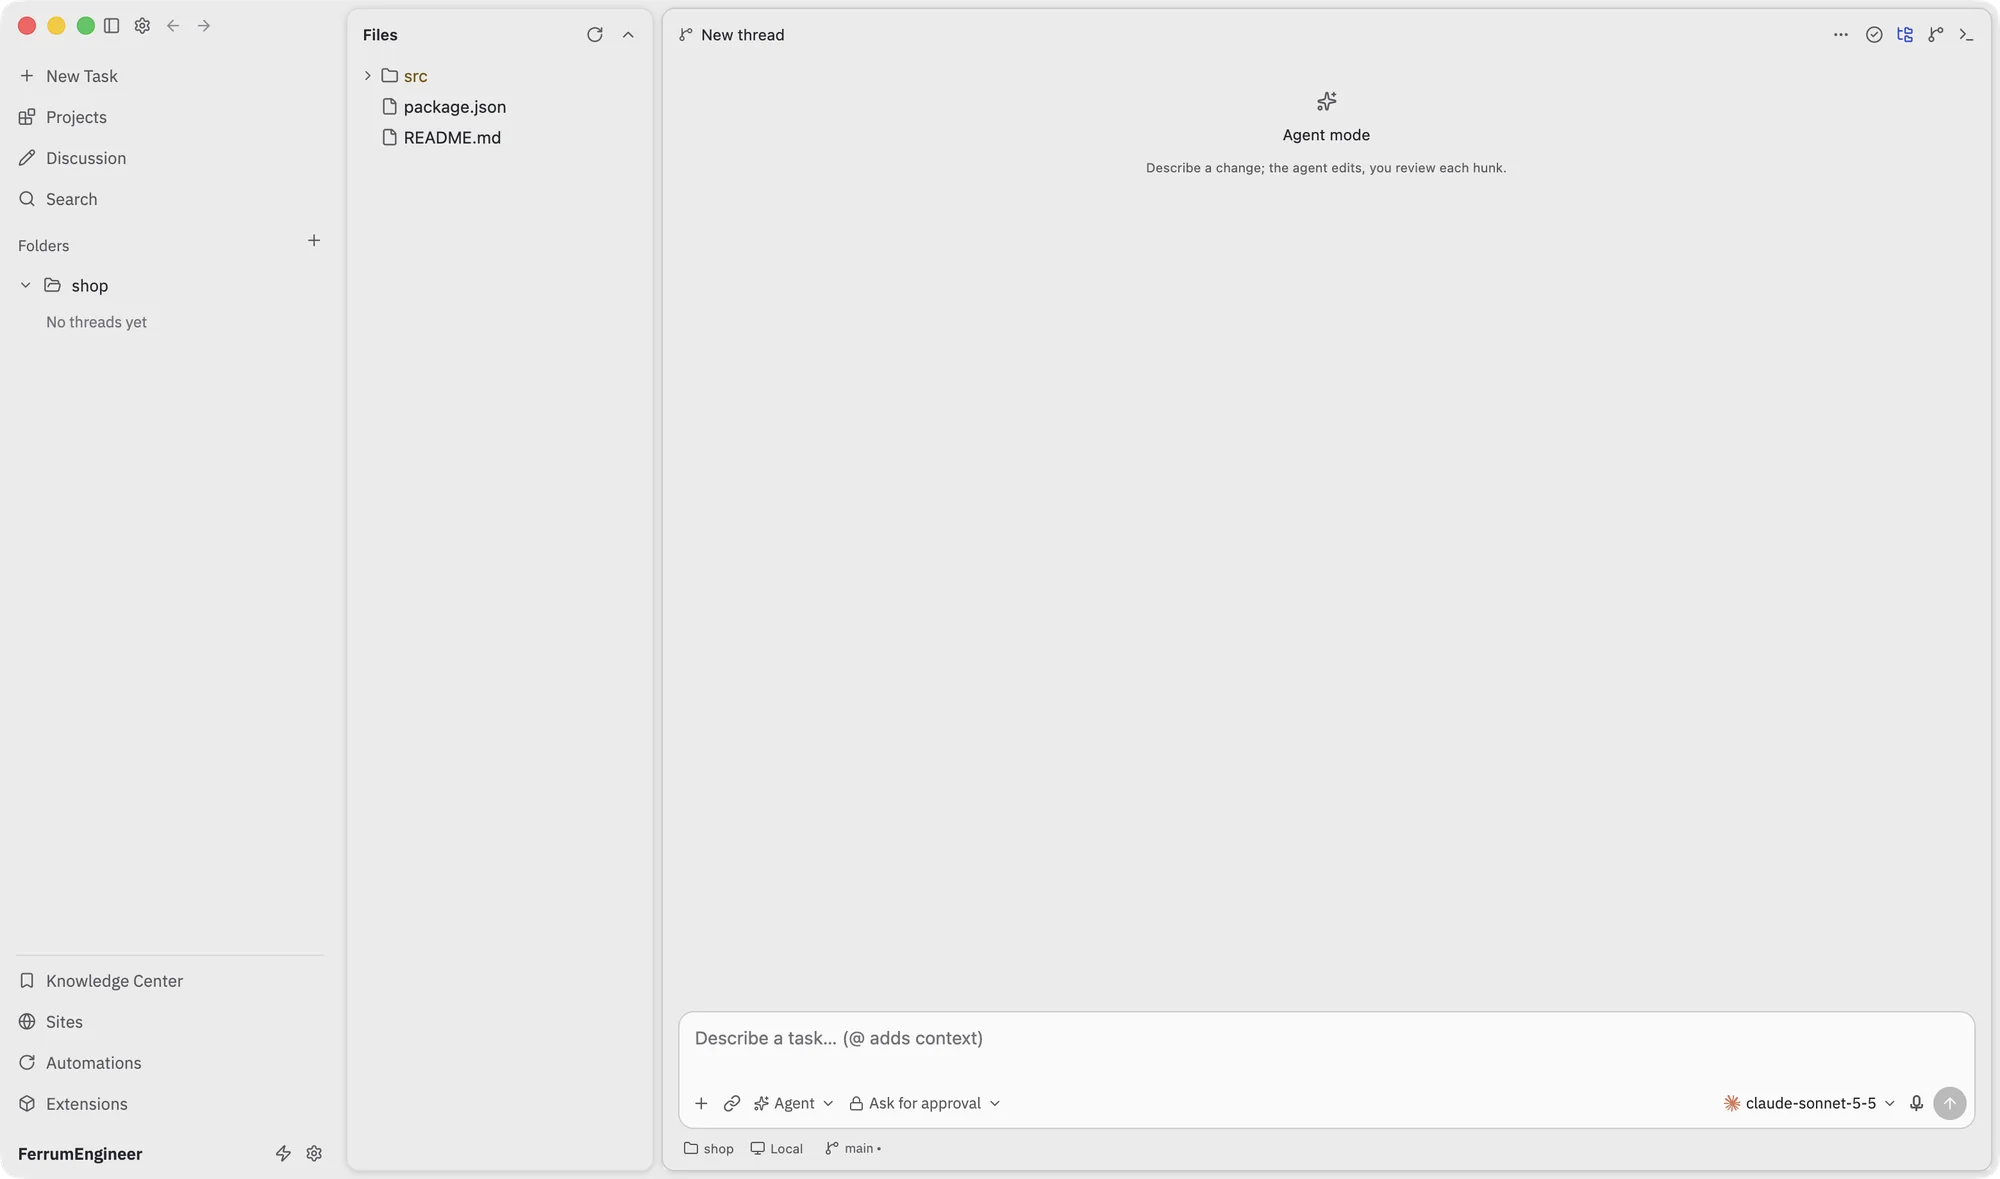 New Task
Projects
Discussion
Search
Folders
shop
No threads yet
Knowledge Center
Sites
Automations
Extensions
FerrumEngineer
Files
src
package.json
README.md
New thread
Agent mode
Describe a change; the agent edits, you review each hunk.
Describe a task... (@ adds context)
Agent
Ask for approval
claude-sonnet-5-5
shop
Local
main •